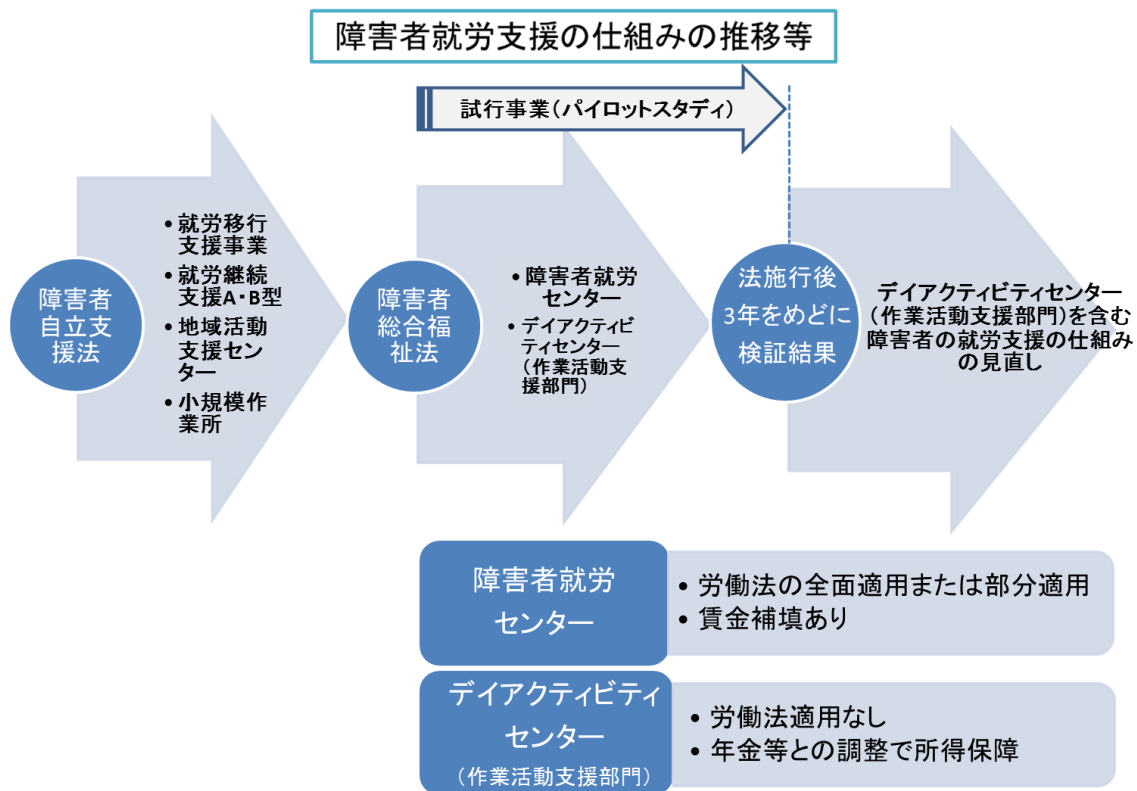 障害者就労支援の仕組みの推移等
試行事業(パイロットスタディ)
障害者
自立支
援法
• 就労移行
支援事業
• 就労継続
支援A・B型
• 地域活動
支援セン
ター
• 小規模作
業所
障害者
総合福
祉法
• 障害者就労
センター
• デイアクティビ
ティセンター
(作業活動支
援部門)
法施行後
3年をめどに
検証結果
デイアクティビティセンター
(作業活動支援部門)を含む
障害者の就労支援の仕組み
の見直し
障害者就労
センター
• 労働法の全面適用または部分適用
• 賃金補填あり
デイアクティビティ
センター
(作業活動支援部門)
• 労働法適用なし
• 年金等との調整で所得保障